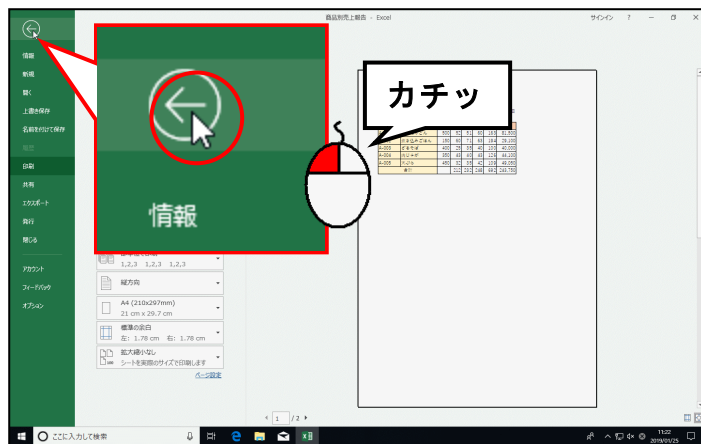 商品別売上報告 - Excel
サインイン ?
情報
新規
開く
上書き保存
名前を付けて保存
履歴
印刷
共有
エクスポート
発行
閉じる
アカウント
フィードバック
オプション
情報
カチッ
1,2,3 1,2,3 1,2,3
縦方向
A4 (210x297mm)
21 cm x 29.7 cm
標準の余白
左: 1.78 cm 右: 1.78 cm
拡大縮小なし
シートを実際のサイズで印刷します
ページ設定
1 / 2
ここに入力して検索
11:22
2019/01/25